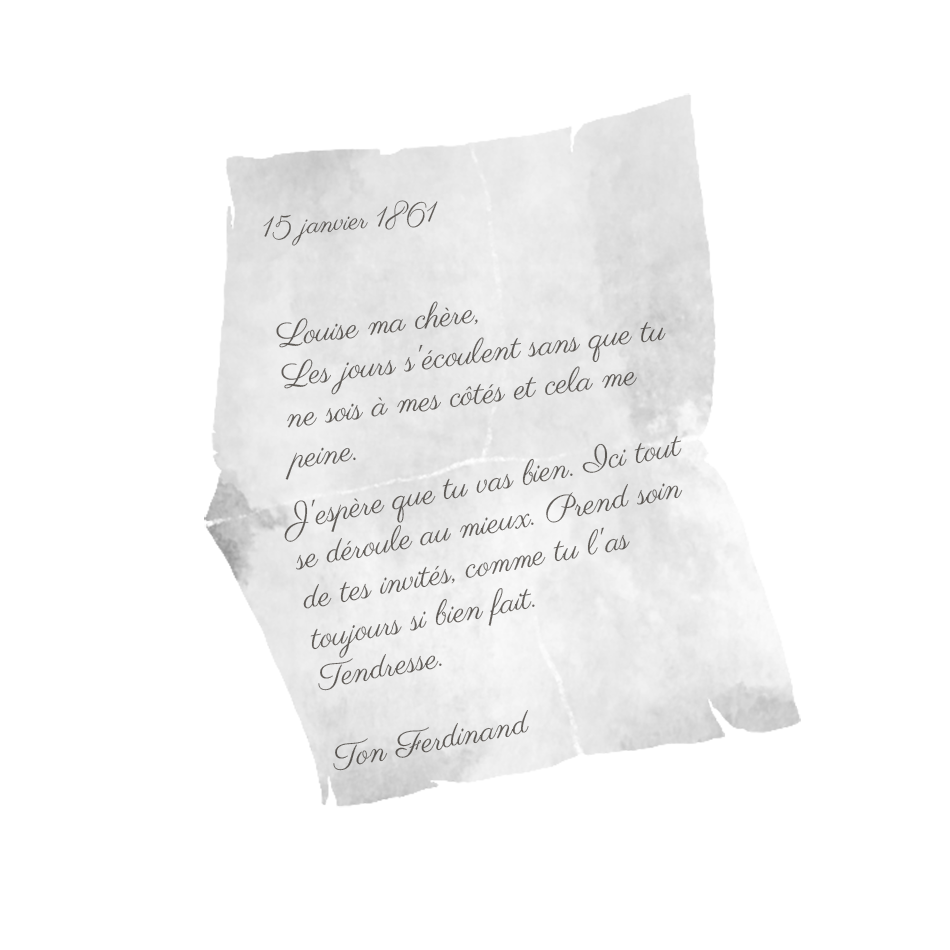 15 janvier 1861
Louise ma chère,
Les jours s'écoulent sans que tu
ne sois à mes côtés et cela me
peine.
J'espère que tu vas bien. Ici tout
se déroule au mieux. Prend soin
de tes invités, comme tu l'as
toujours si bien fait.
Tendresse.
Ton Ferdinand